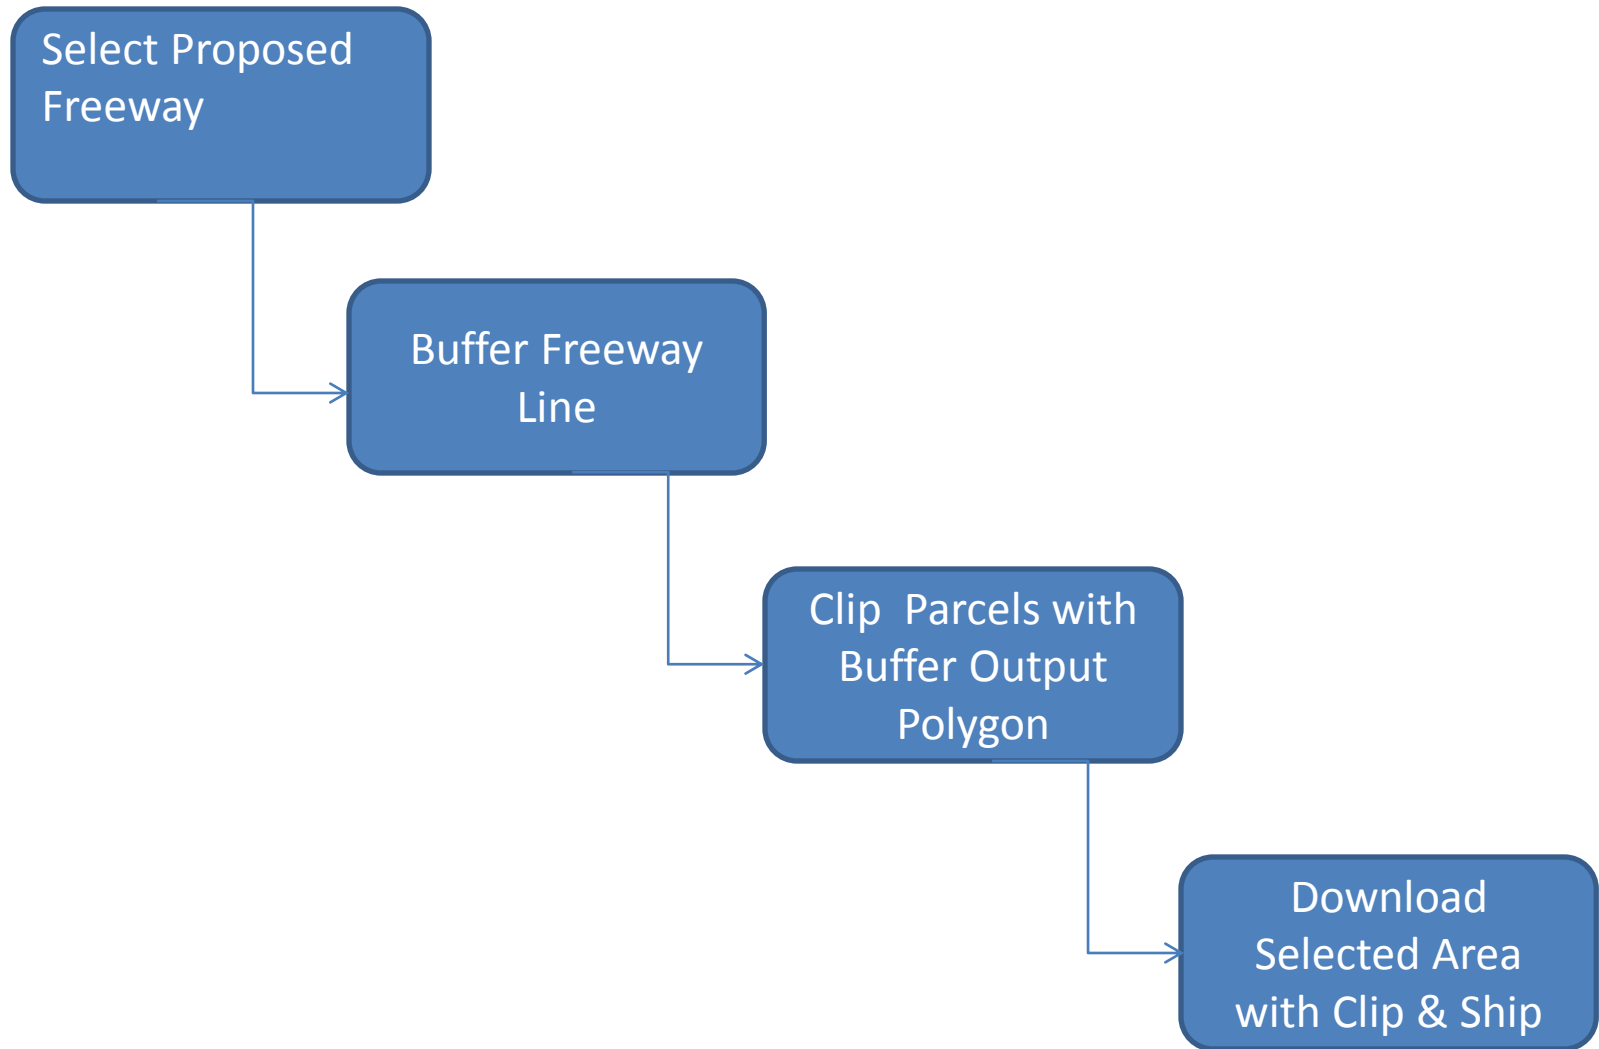 Select Proposed
Freeway
Buffer Freeway
Line
Clip  Parcels with
Buffer Output
Polygon
Download
Selected Area
with Clip & Ship